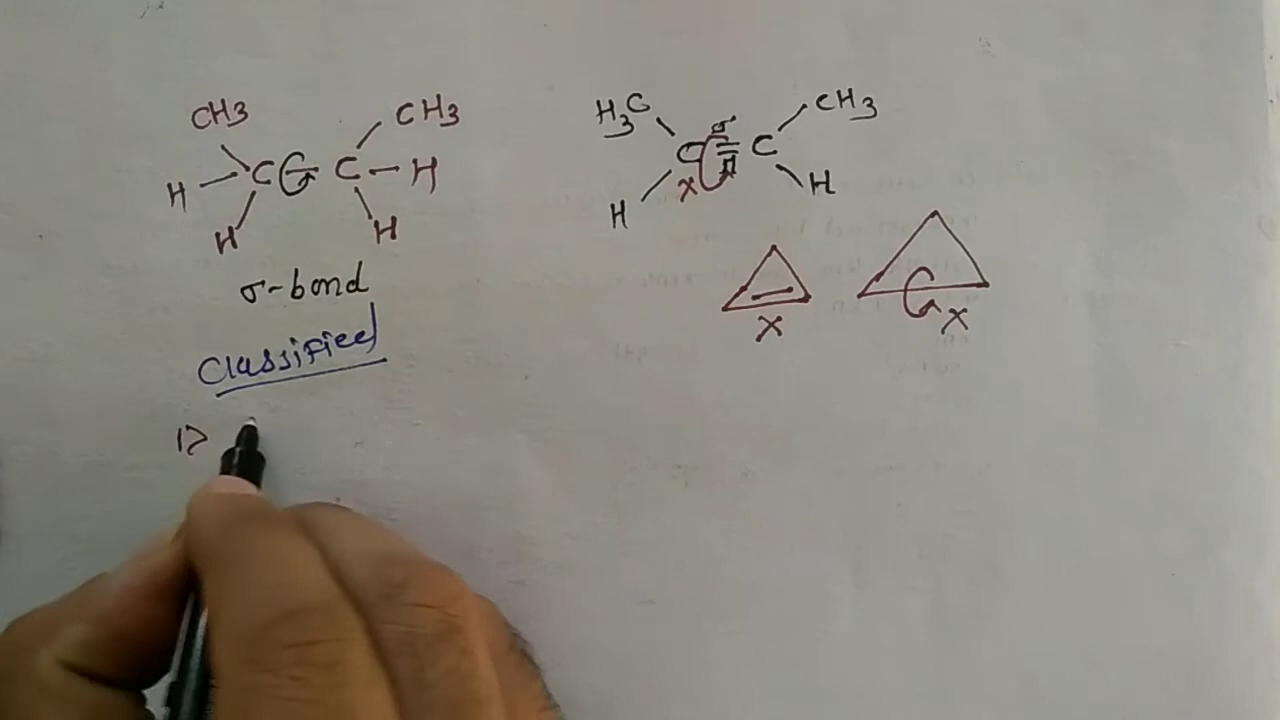 CH3 CH3
H C C H
H H
σ-bond
Classified
1>
H3C CH3
σ
C = C
π
X
H H
X X